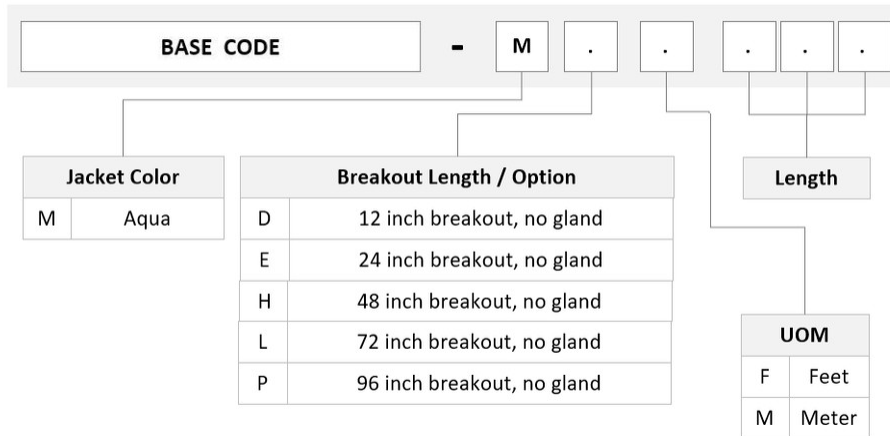 BASE CODE - M . . . . .
Jacket Color
M Aqua
Breakout Length / Option
D 12 inch breakout, no gland
E 24 inch breakout, no gland
H 48 inch breakout, no gland
L 72 inch breakout, no gland
P 96 inch breakout, no gland
Length
UOM
F Feet
M Meter